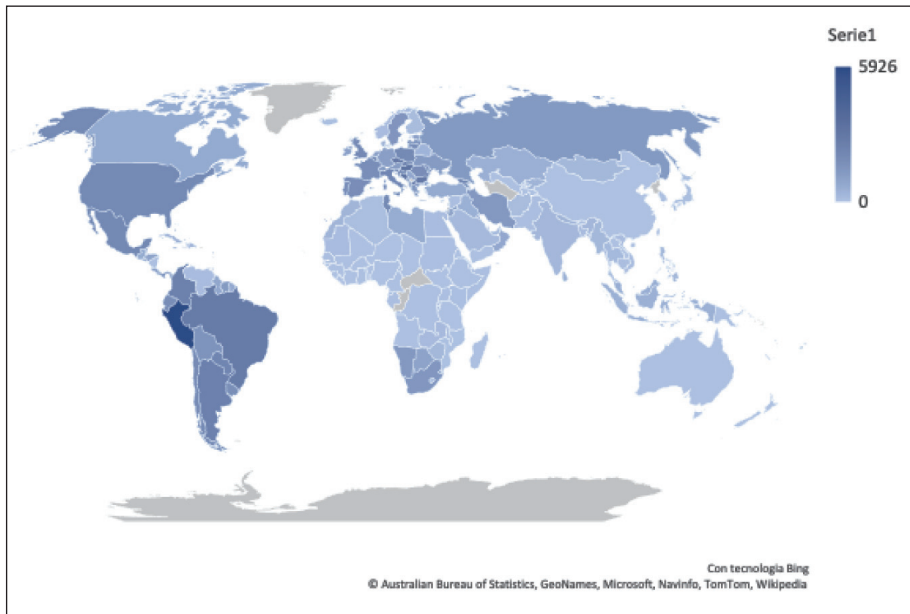 Serie1
5926
0
Con tecnologia Bing
© Australian Bureau of Statistics, GeoNames, Microsoft, Navinfo, TomTom, Wikipedia